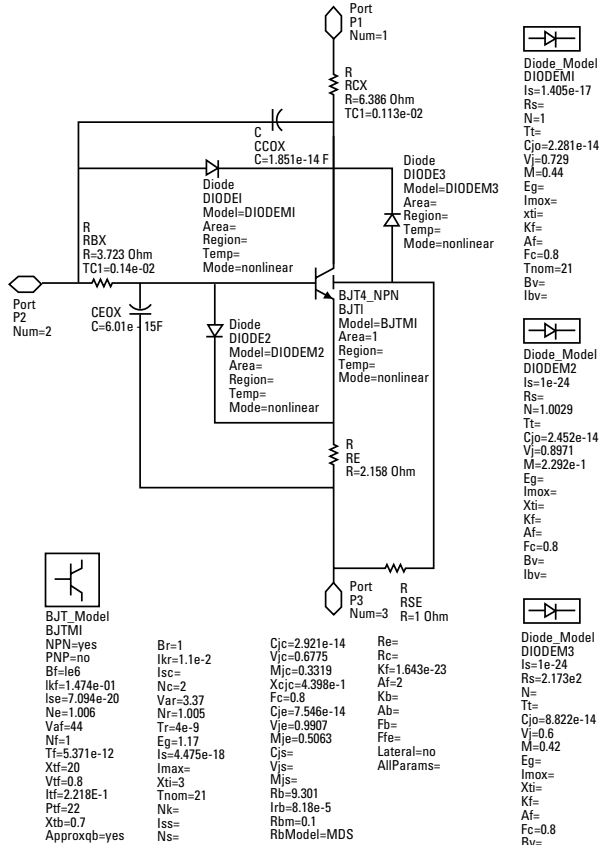 Port
P1
Num=1
R
RCX
R=6.386 Ohm
TC1=0.113e-02
C
CCOX
C=1.851e-14 F
Diode
DIODEI
Model=DIODEMI
Area=
Region=
Temp=
Mode=nonlinear
Diode
DIODE3
Model=DIODEM3
Area=
Region=
Temp=
Mode=nonlinear
R
RBX
R=3.723 Ohm
TC1=0.14e-02
Port
P2
Num=2
CEOX
C=6.01e - 15F
Diode
DIODE2
Model=DIODEM2
Area=
Region=
Temp=
Mode=nonlinear
BJT4_NPN
BJTI
Model=BJTMI
Area=1
Region=
Temp=
Mode=nonlinear
R
RE
R=2.158 Ohm
Port
P3
Num=3
R
RSE
R=1 Ohm
BJT_Model
BJTMI
NPN=yes
PNP=no
Bf=le6
Ikf=1.474e-01
Ise=7.094e-20
Ne=1.006
Vaf=44
Nf=1
Tf=5.371e-12
Xtf=20
Vtf=0.8
Itf=2.218E-1
Ptf=22
Xtb=0.7
Approxqb=yes
Br=1
Ikr=1.1e-2
Isc=
Nc=2
Var=3.37
Nr=1.005
Tr=4e-9
Eg=1.17
Is=4.475e-18
Imax=
Xti=3
Tnom=21
Nk=
Iss=
Ns=
Cjc=2.921e-14
Vjc=0.6775
Mjc=0.3319
Xcjc=4.398e-1
Fc=0.8
Cje=7.546e-14
Vje=0.9907
Mje=0.5063
Cjs=
Vjs=
Mjs=
Rb=9.301
Irb=8.18e-5
Rbm=0.1
RbModel=MDS
Re=
Rc=
Kf=1.643e-23
Af=2
Kb=
Ab=
Fb=
Ffe=
Lateral=no
AllParams=
Diode_Model
DIODEMI
Is=1.405e-17
Rs=
N=1
Tt=
Cjo=2.281e-14
Vj=0.729
M=0.44
Eg=
Imox=
xti=
Kf=
Af=
Fc=0.8
Tnom=21
Bv=
Ibv=
Diode_Model
DIODEM2
Is=1e-24
Rs=
N=1.0029
Tt=
Cjo=2.452e-14
Vj=0.8971
M=2.292e-1
Eg=
Imox=
Xti=
Kf=
Af=
Fc=0.8
Bv=
Ibv=
Diode_Model
DIODEM3
Is=1e-24
Rs=2.173e2
N=
Tt=
Cjo=8.822e-14
Vj=0.6
M=0.42
Eg=
Imox=
Xti=
Kf=
Af=
Fc=0.8
Bv=